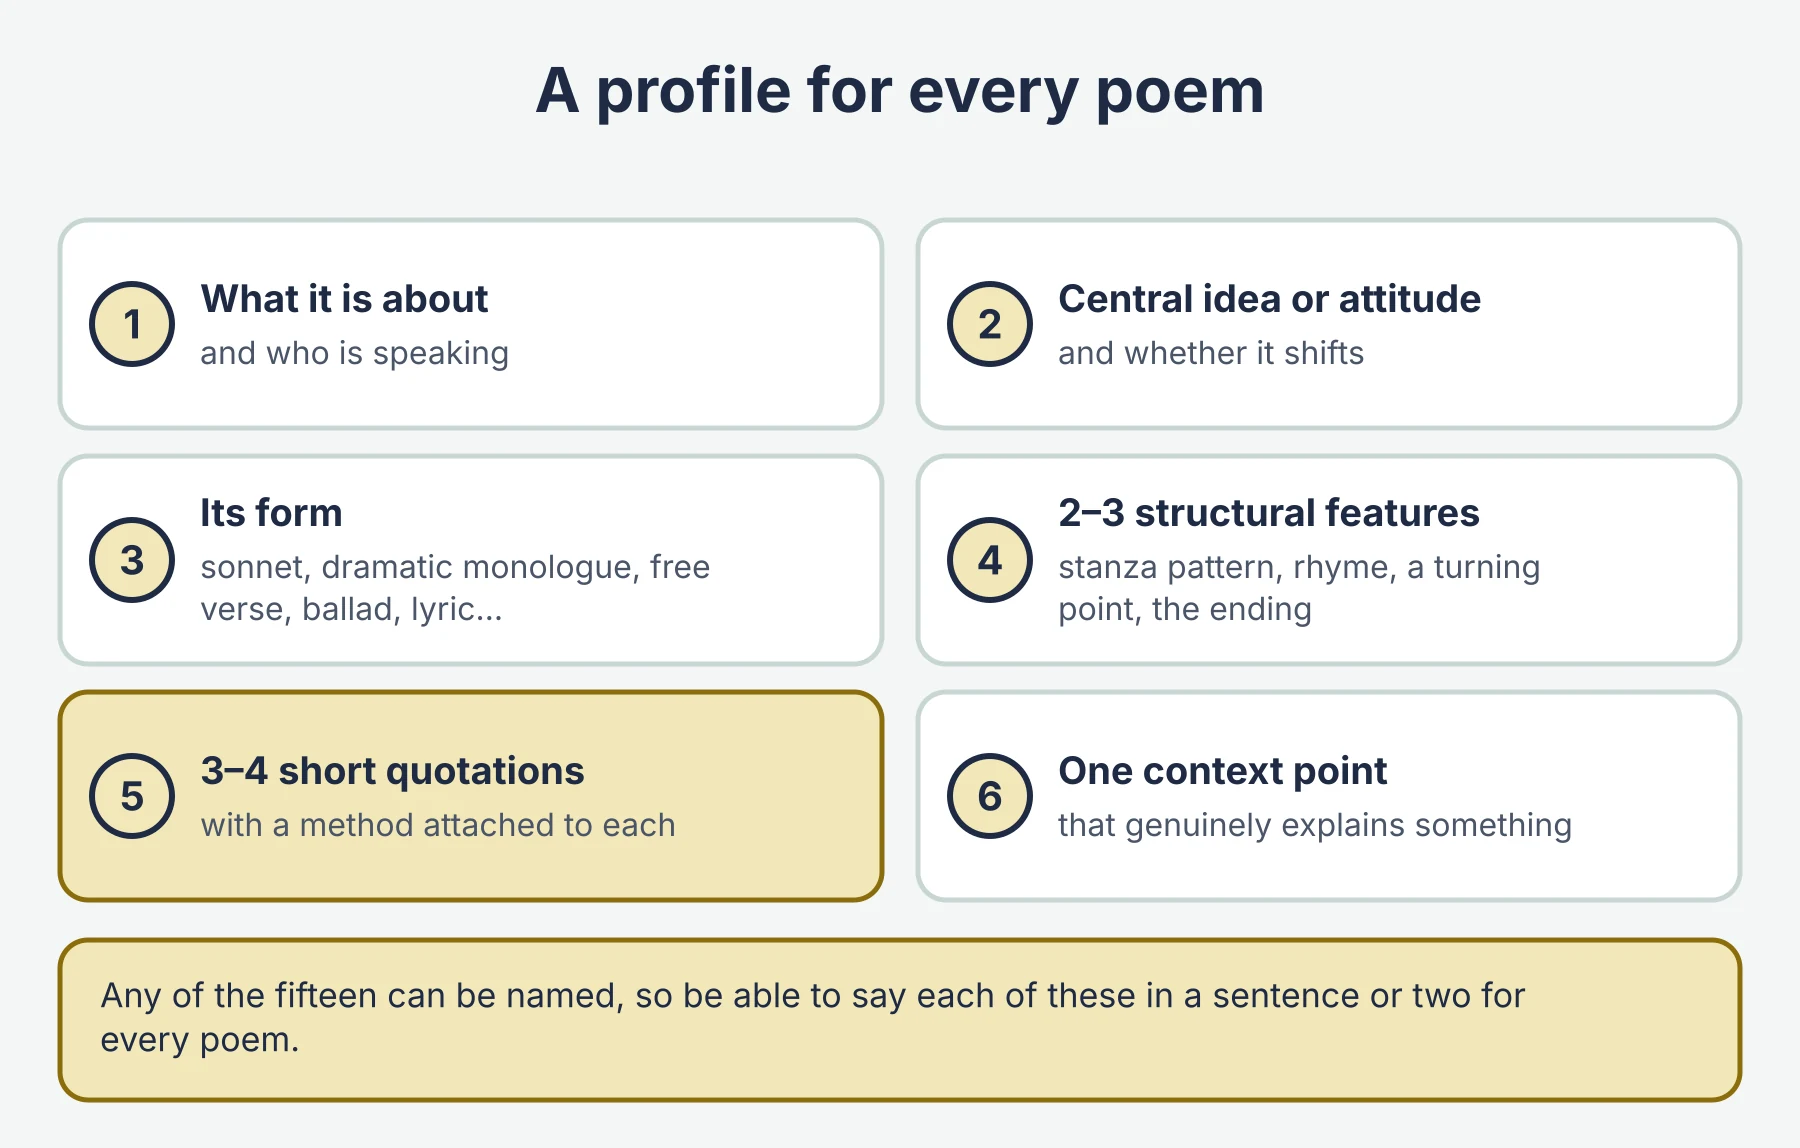 A profile for every poem
1
What it is about
and who is speaking
2
Central idea or attitude
and whether it shifts
3
Its form
sonnet, dramatic monologue, free
verse, ballad, lyric...
4
2–3 structural features
stanza pattern, rhyme, a turning
point, the ending
5
3–4 short quotations
with a method attached to each
6
One context point
that genuinely explains something
Any of the fifteen can be named, so be able to say each of these in a sentence or two for
every poem.